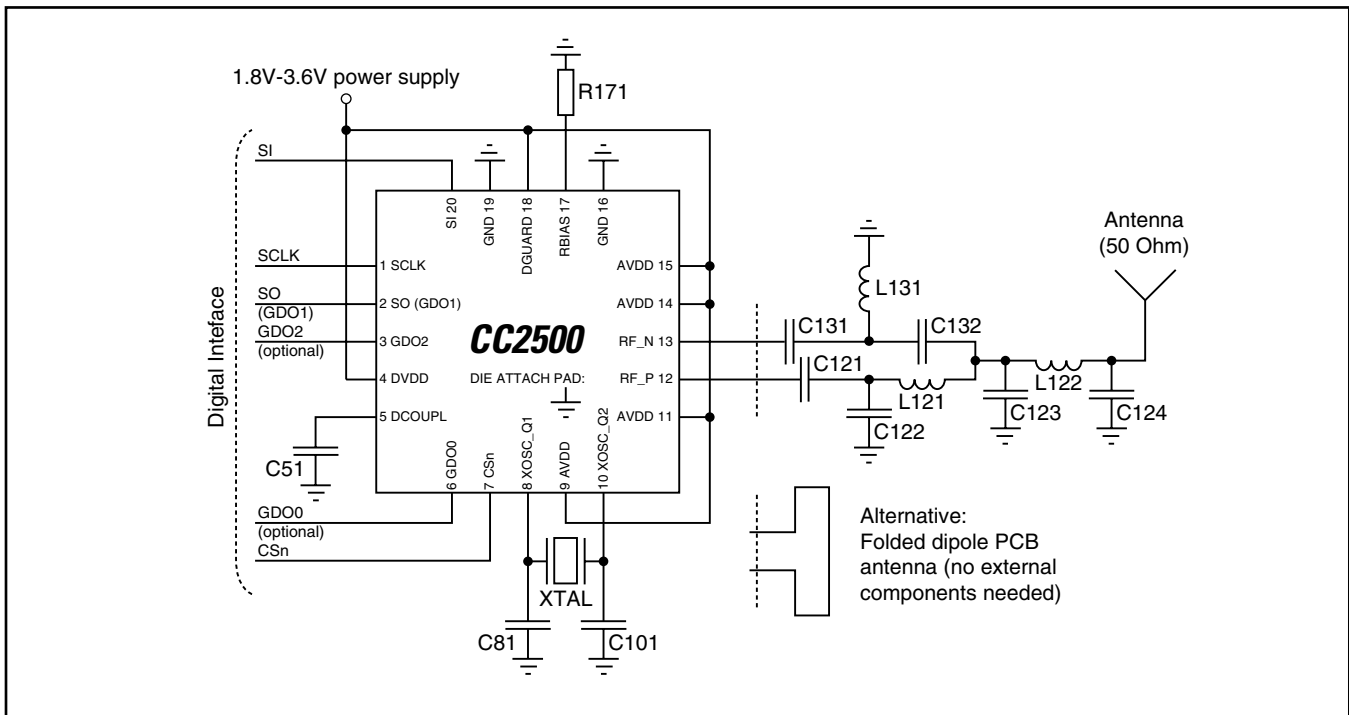 1.8V-3.6V power supply
R171
Digital Inteface
SI
SCLK
SO
(GDO1)
GDO2
(optional)
GDO0
(optional)
CSn
C51
SI 20
GND 19
DGUARD 18
RBIAS 17
GND 16
1 SCLK
2 SO (GDO1)
3 GDO2
4 DVDD
5 DCOUPL
CC2500
DIE ATTACH PAD:
AVDD 15
AVDD 14
RF_N 13
RF_P 12
AVDD 11
6 GDO0
7 CSn
8 XOSC_Q1
9 AVDD
10 XOSC_Q2
XTAL
C81
C101
Antenna
(50 Ohm)
L131
C131
C132
C121
L121
C122
L122
C123
C124
Alternative:
Folded dipole PCB
antenna (no external
components needed)